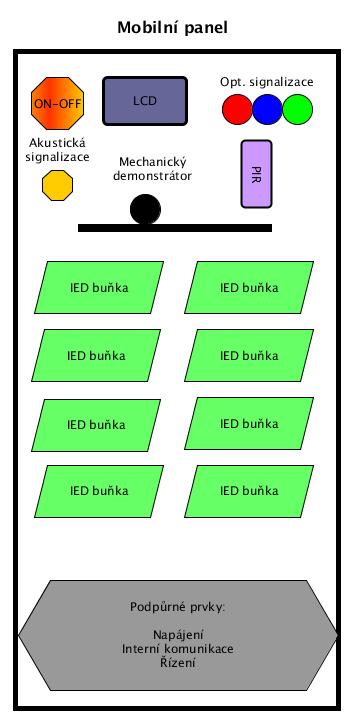 Mobilní panel
ON-OFF
LCD
Opt. signalizace
Akustická
signalizace
Mechanický
demonstrátor
PIR
IED buňka
IED buňka
IED buňka
IED buňka
IED buňka
IED buňka
IED buňka
IED buňka
Podpůrné prvky:
Napájení
Interní komunikace
Řízení